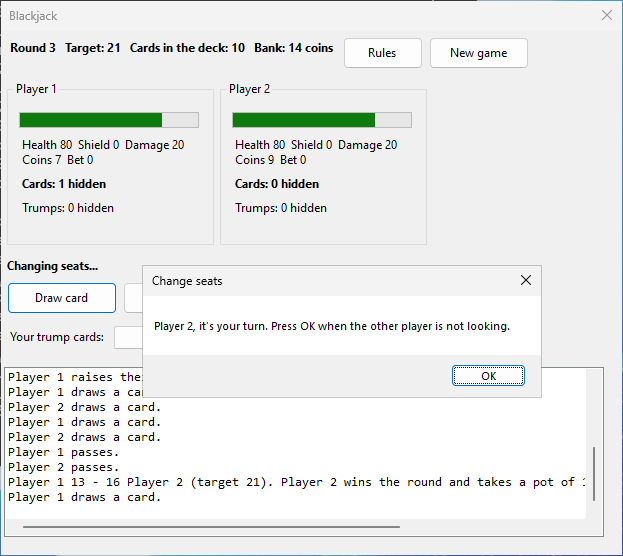 Blackjack
Round 3 Target: 21 Cards in the deck: 10 Bank: 14 coins Rules New game
Player 1
Health 80 Shield 0 Damage 20
Coins 7 Bet 0
Cards: 1 hidden
Trumps: 0 hidden
Player 2
Health 80 Shield 0 Damage 20
Coins 9 Bet 0
Cards: 0 hidden
Trumps: 0 hidden
Changing seats...
Draw card
Your trump cards:
Change seats
Player 2, it's your turn. Press OK when the other player is not looking.
OK
Player 1 raises
Player 1 draws a
Player 2 draws a card.
Player 1 draws a card.
Player 2 draws a card.
Player 1 passes.
Player 2 passes.
Player 1 13 - 16 Player 2 (target 21). Player 2 wins the round and takes a pot of
Player 1 draws a card.